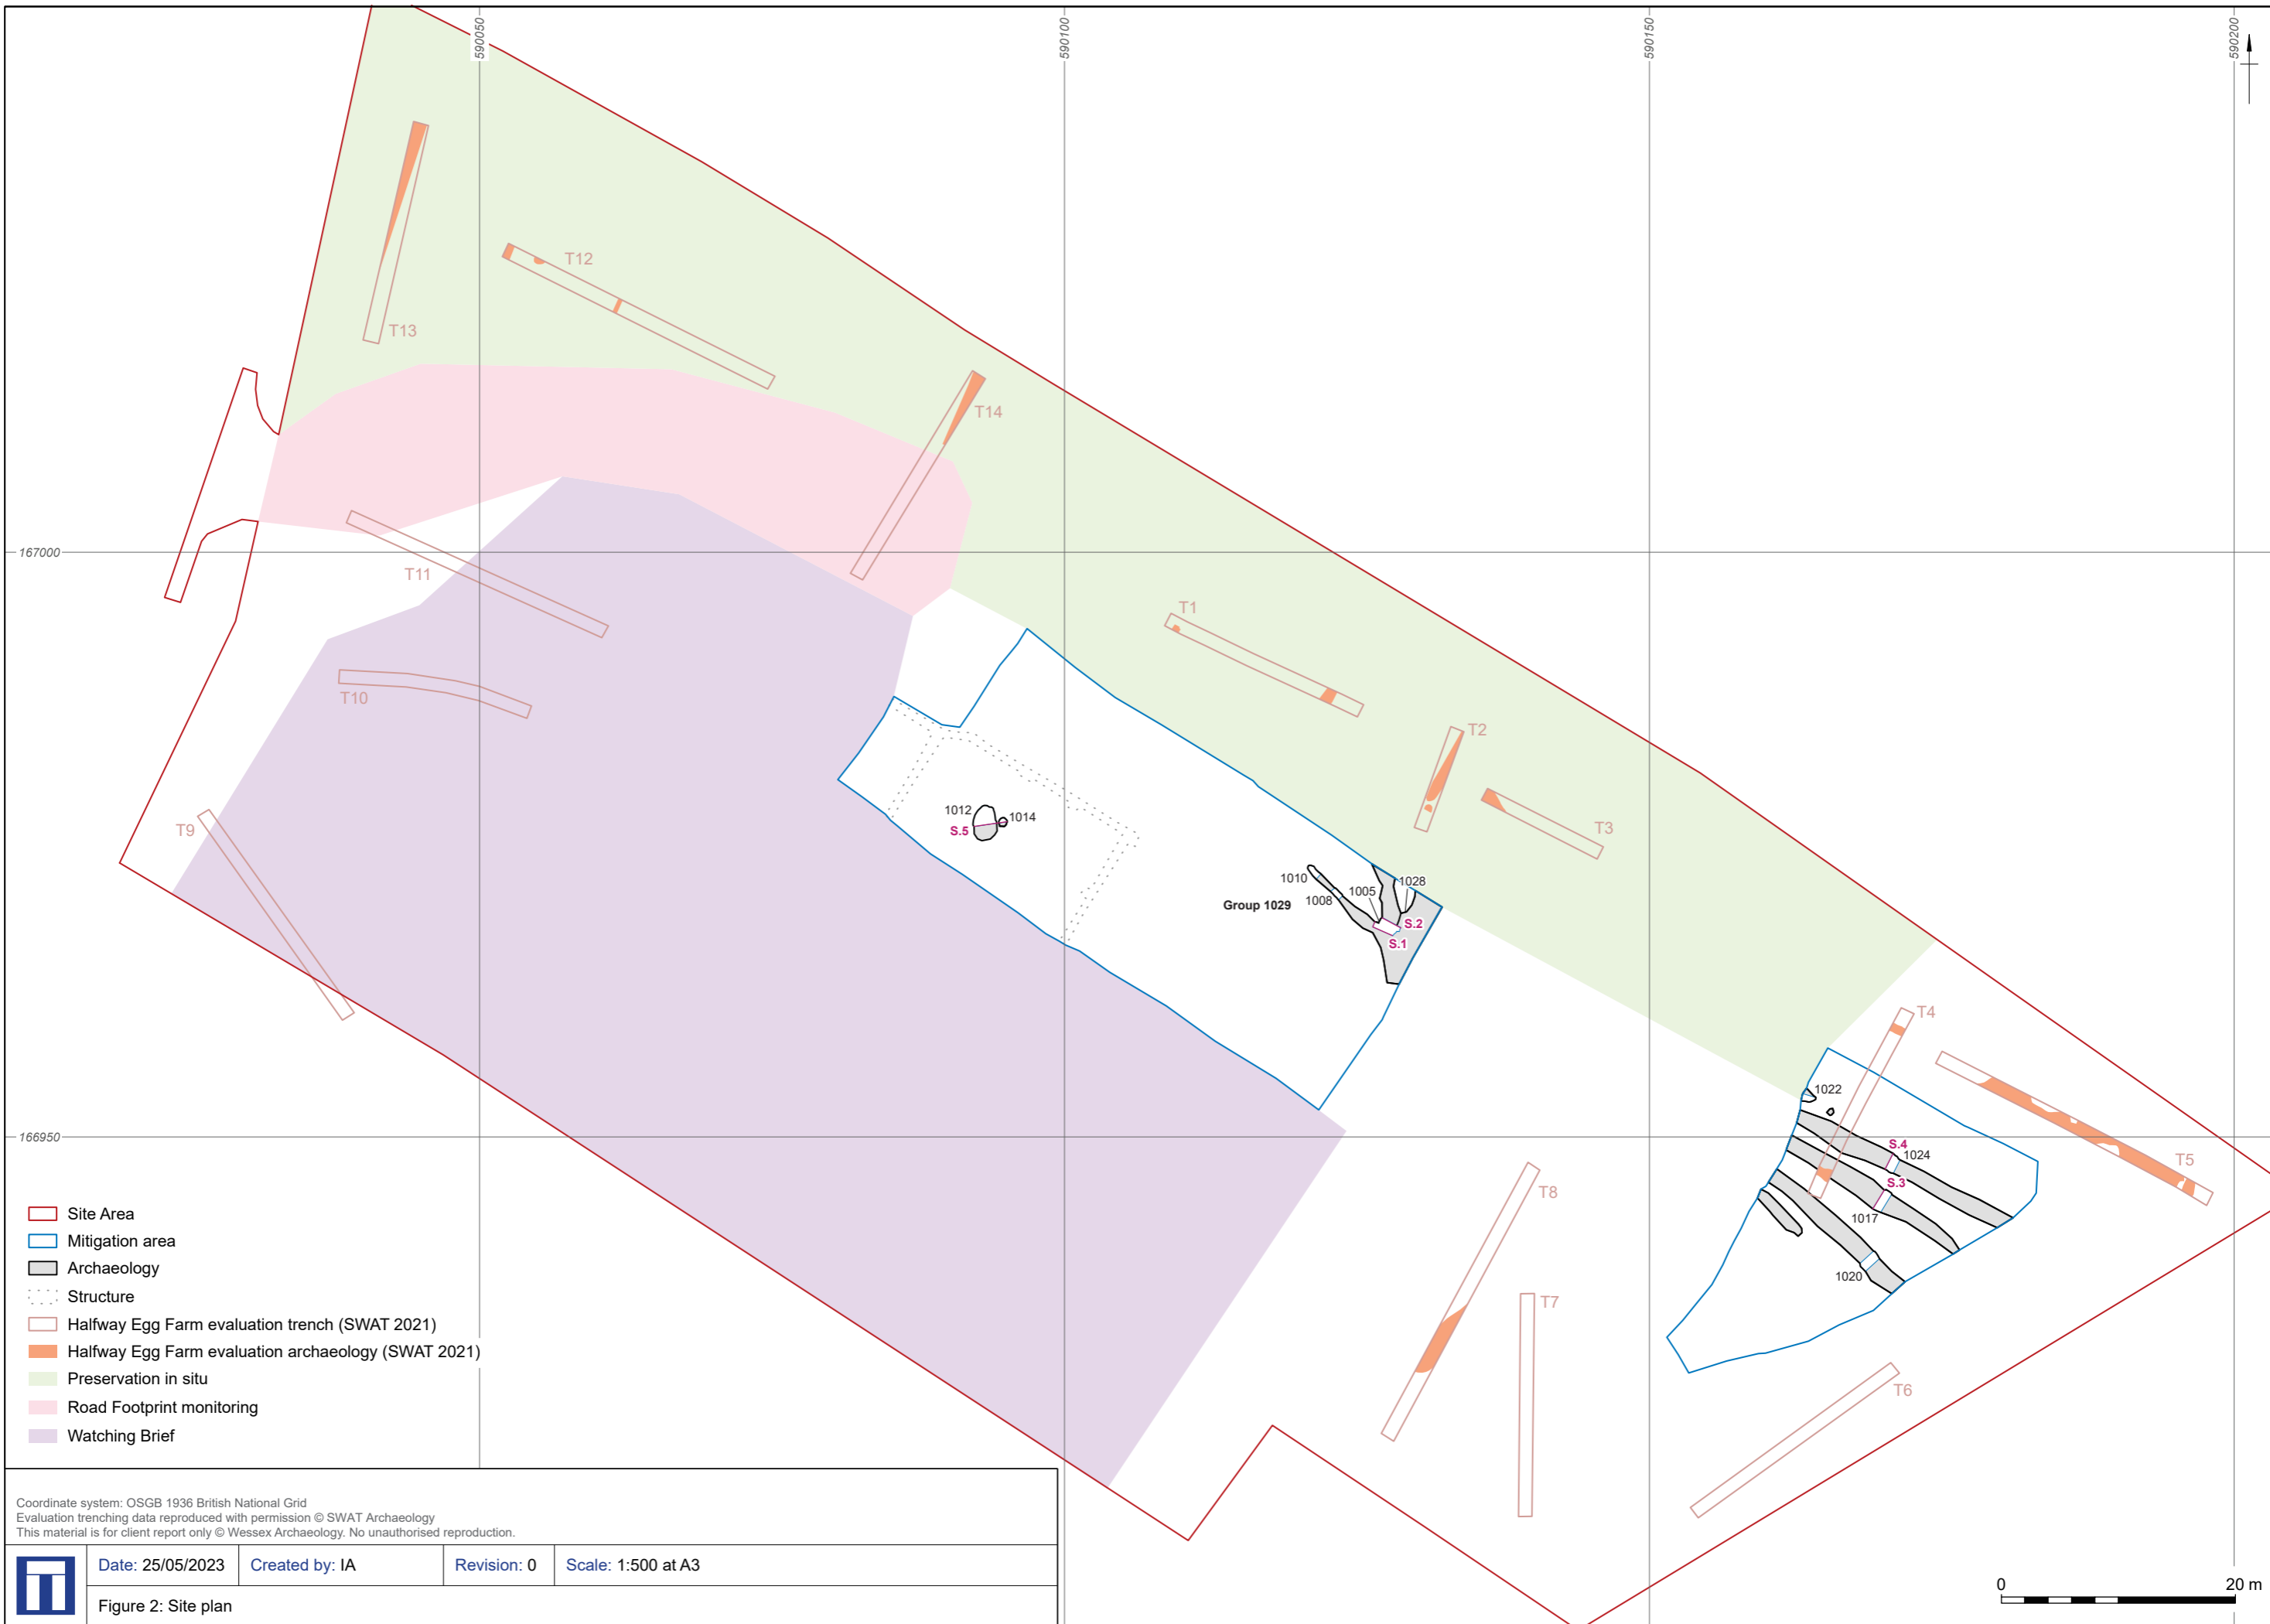 590050
590100
590150
590200
T12
T13
T14
167000
T11
T1
T10
T2
T3
1012
1014
S.5
T9
1010
1005
1028
1008
Group 1029
S.2
S.1
T4
1022
166950
S.4
1024
T5
S.3
1017
T8
1020
T7
T6
Site Area
Mitigation area
Archaeology
Structure
Halfway Egg Farm evaluation trench (SWAT 2021)
Halfway Egg Farm evaluation archaeology (SWAT 2021)
Preservation in situ
Road Footprint monitoring
Watching Brief
Coordinate system: OSGB 1936 British National Grid
Evaluation trenching data reproduced with permission © SWAT Archaeology
This material is for client report only © Wessex Archaeology. No unauthorised reproduction.
Date: 25/05/2023 Created by: IA Revision: 0 Scale: 1:500 at A3
Figure 2: Site plan
0 20 m